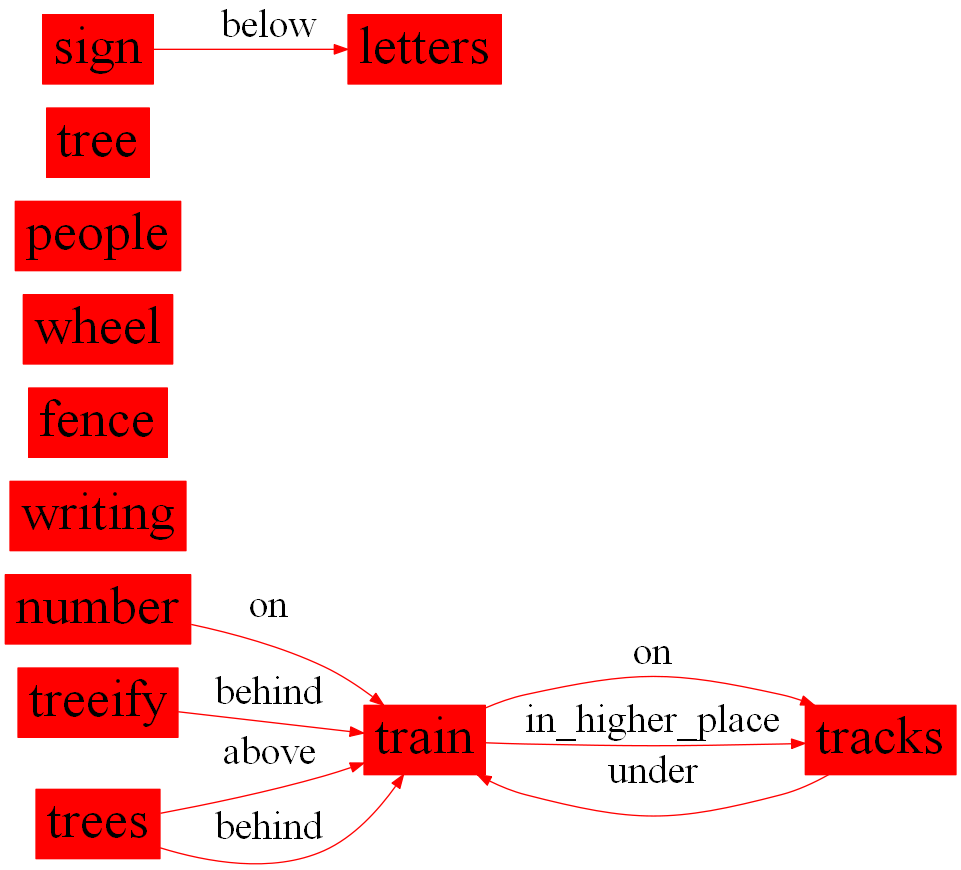 sign below letters
tree
people
wheel
fence
writing
number on
on
treeify behind
in_higher_place
train tracks
above
under
trees behind